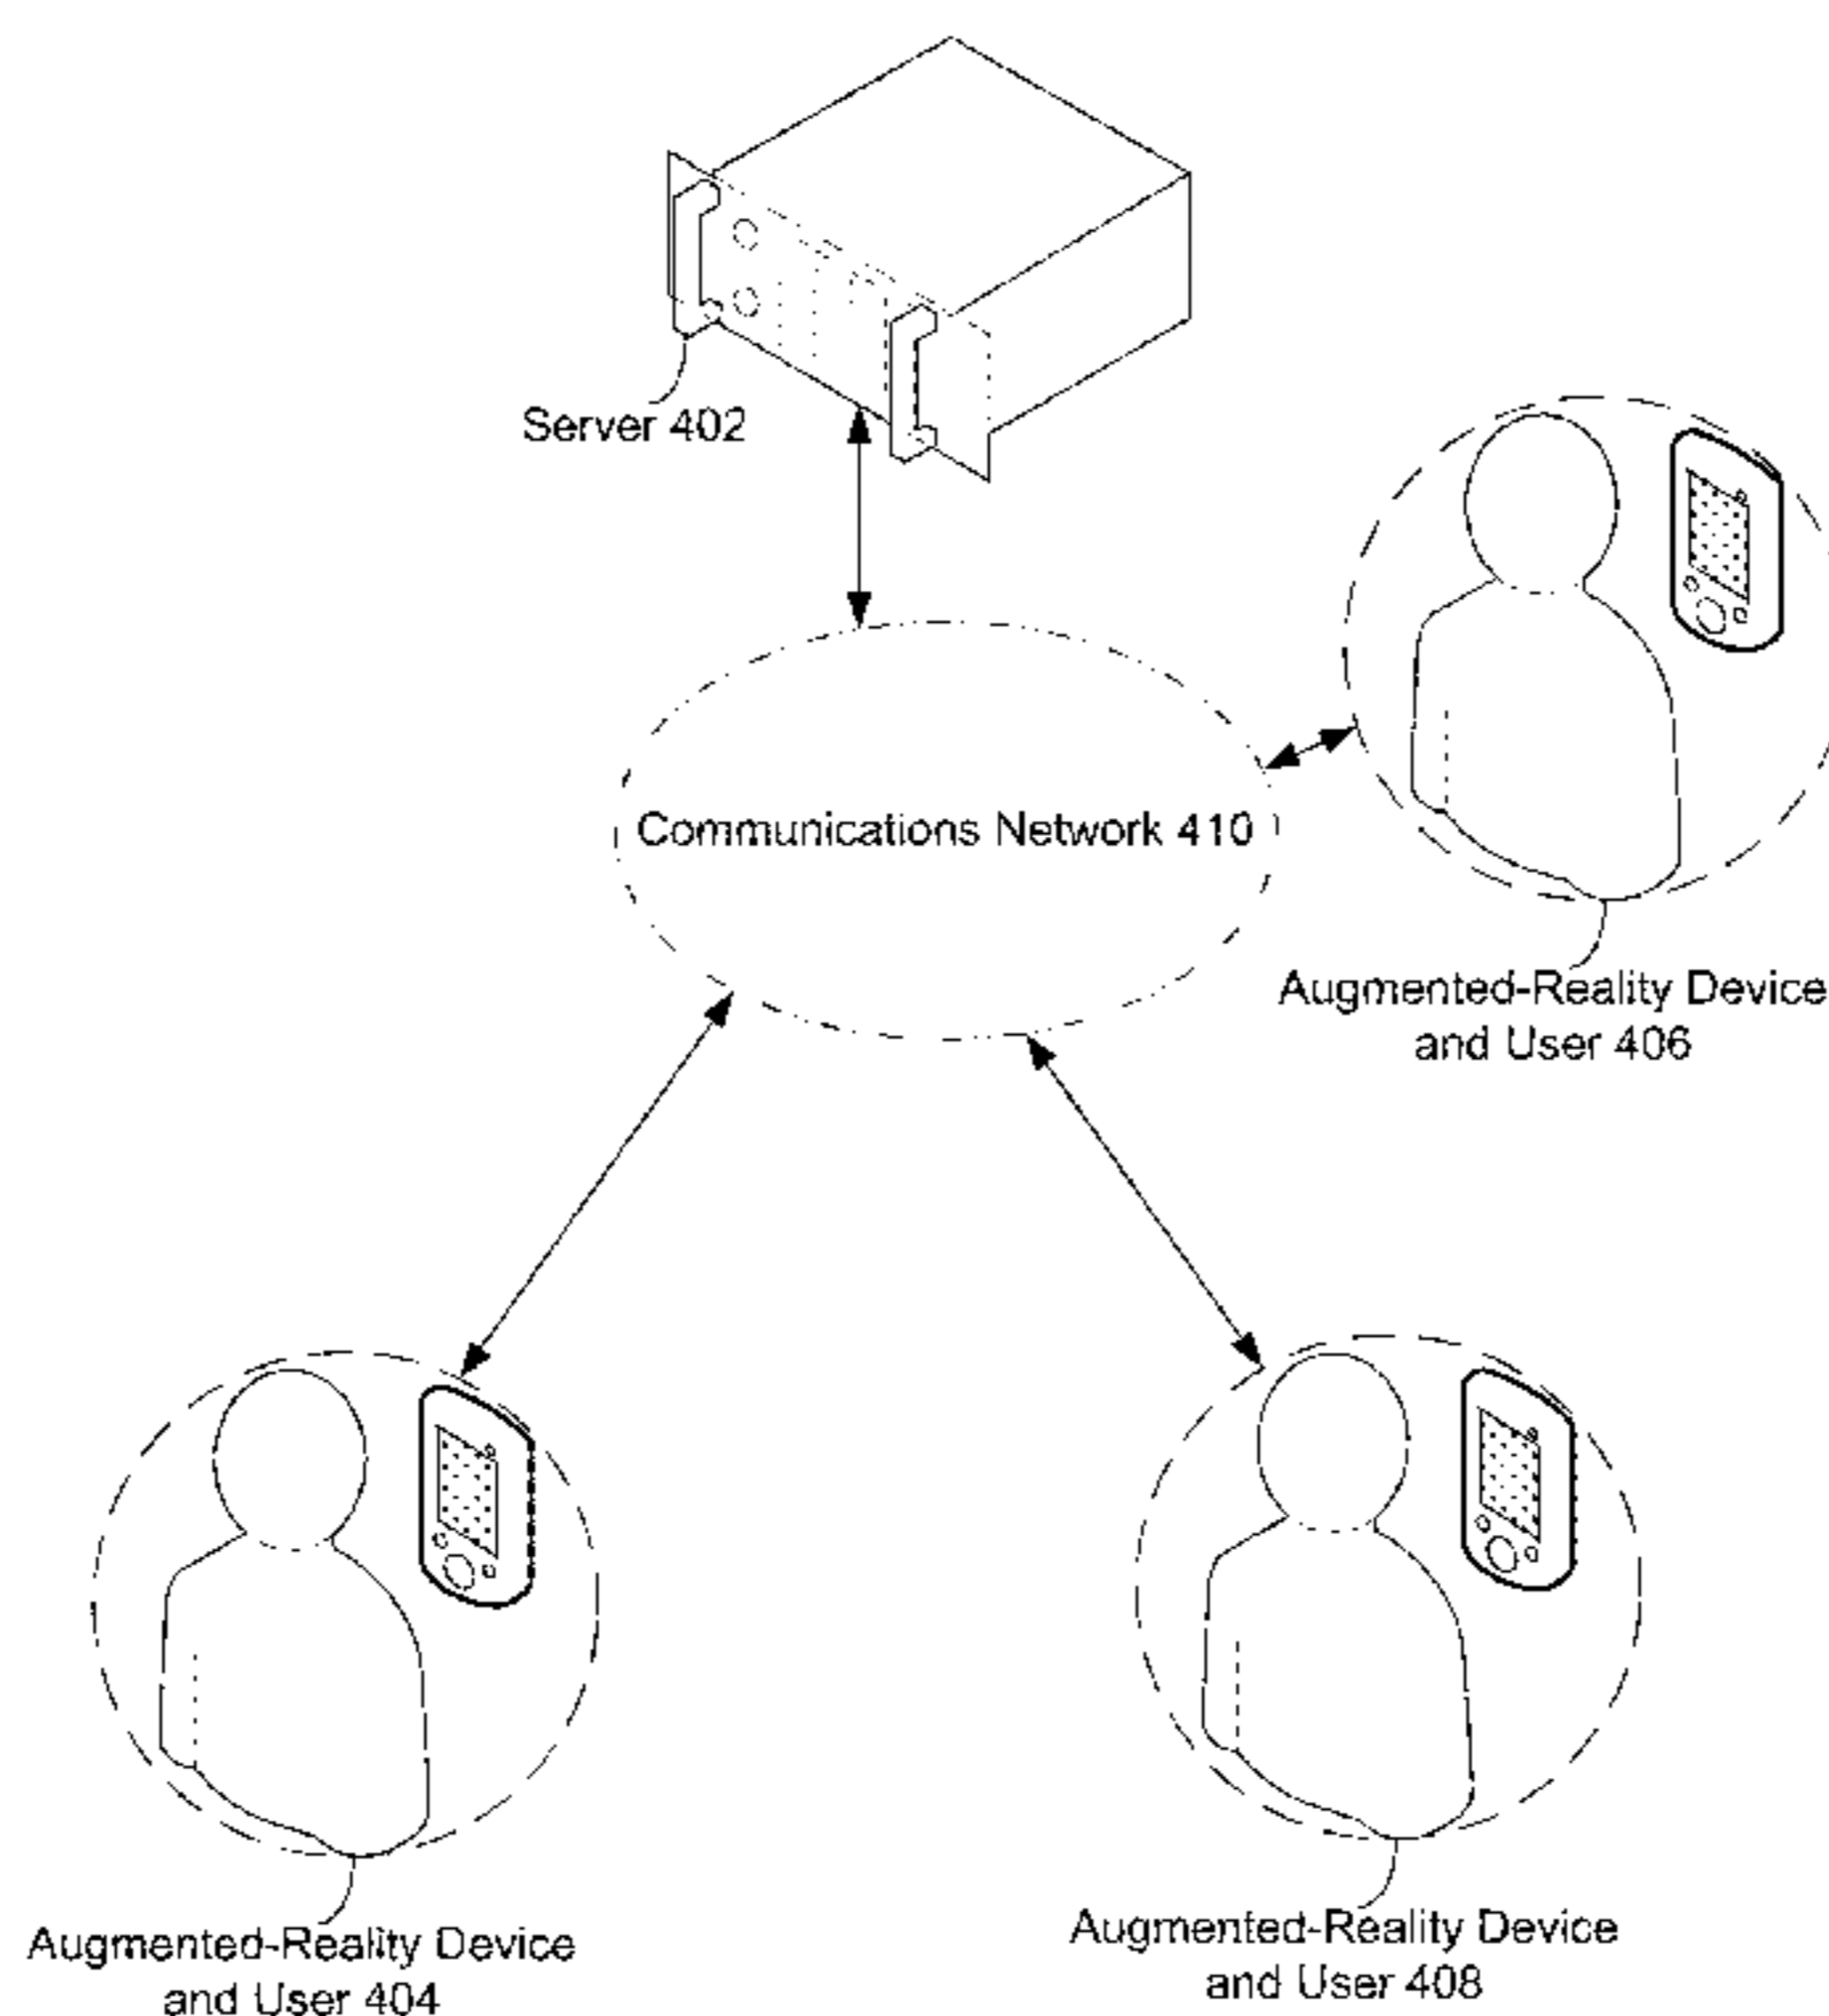 Server 402
Communications Network 410
Augmented-Reality Device
and User 406
Augmented-Reality Device
and User 404
Augmented-Reality Device
and User 408